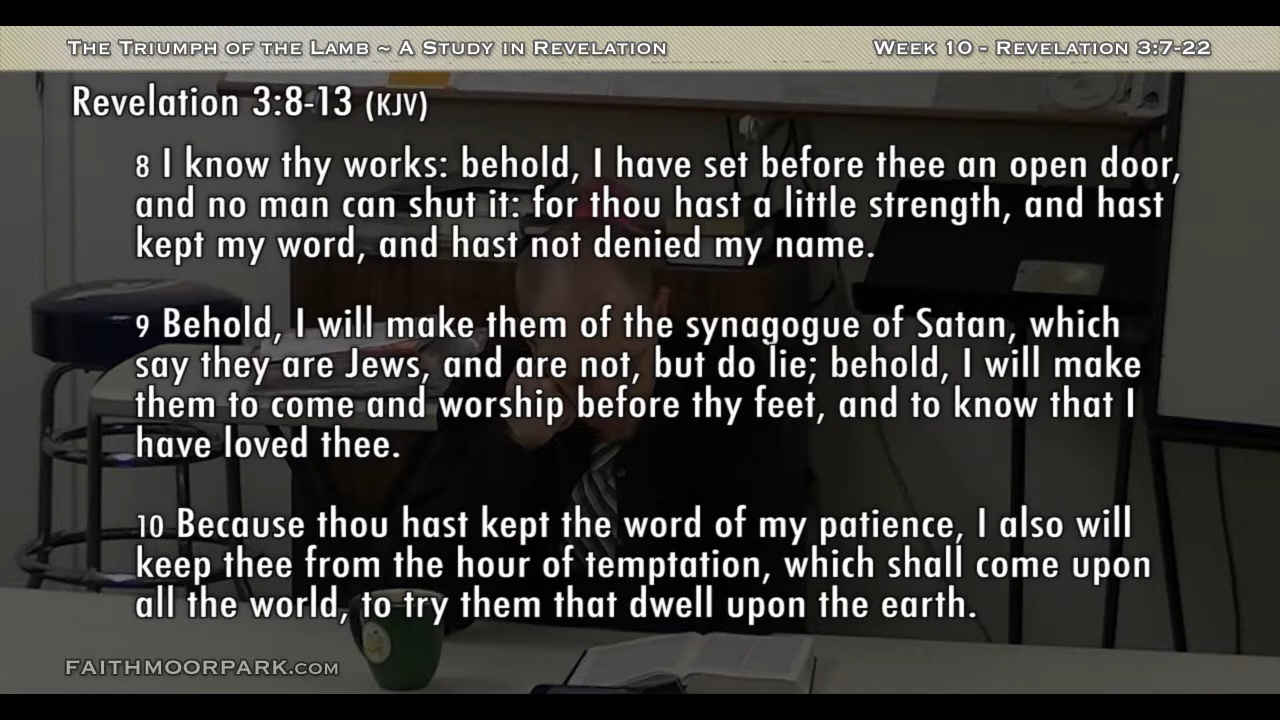 The Triumph of the Lamb ~ A Study in Revelation
Week 10 - Revelation 3:7-22
Revelation 3:8-13 (KJV)
8 I know thy works: behold, I have set before thee an open door,
and no man can shut it: for thou hast a little strength, and hast
kept my word, and hast not denied my name.
9 Behold, I will make them of the synagogue of Satan, which
say they are Jews, and are not, but do lie; behold, I will make
them to come and worship before thy feet, and to know that I
have loved thee.
10 Because thou hast kept the word of my patience, I also will
keep thee from the hour of temptation, which shall come upon
all the world, to try them that dwell upon the earth.
FAITHMOORPARK.COM